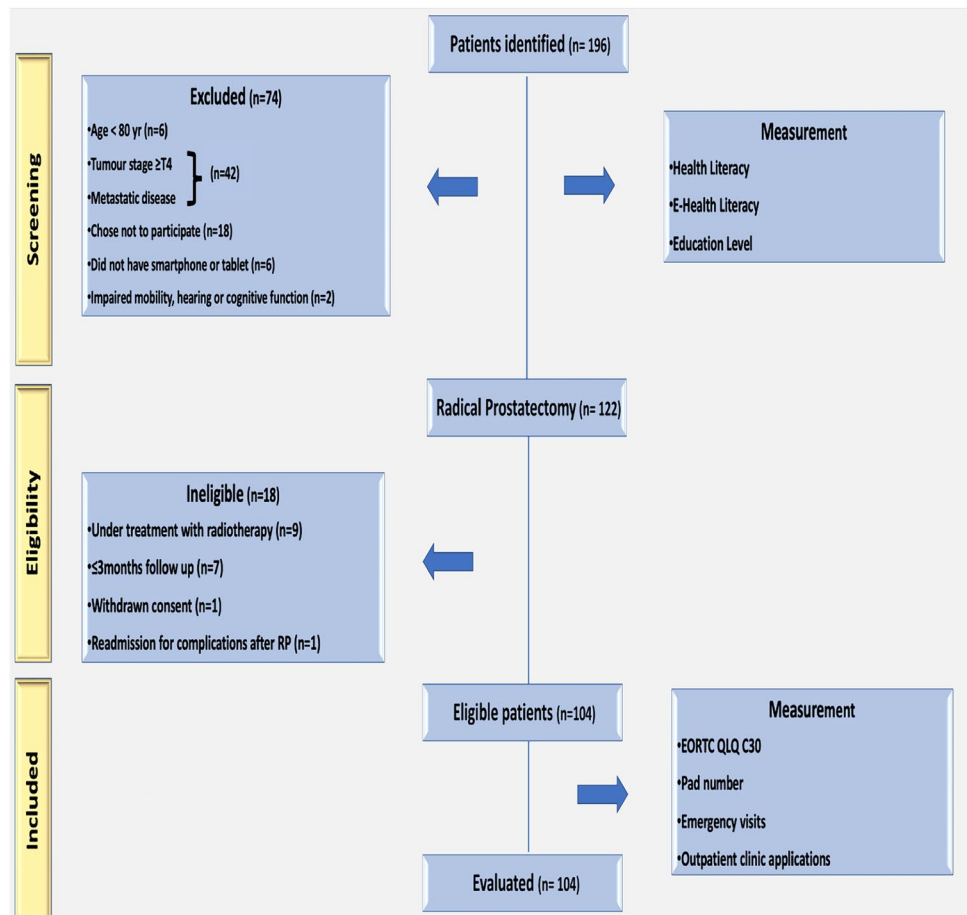 Patients identified (n= 196)
Screening
Excluded (n=74)
•Age < 80 yr (n=6)
•Tumour stage ≥T4
•Metastatic disease
(n=42)
•Chose not to participate (n=18)
•Did not have smartphone or tablet (n=6)
•Impaired mobility, hearing or cognitive function (n=2)
Measurement
•Health Literacy
•E-Health Literacy
•Education Level
Radical Prostatectomy (n= 122)
Eligibility
Ineligible (n=18)
•Under treatment with radiotherapy (n=9)
•≤3months follow up (n=7)
•Withdrawn consent (n=1)
•Readmission for complications after RP (n=1)
Included
Eligible patients (n=104)
Measurement
•EORTC QLQ C30
•Pad number
•Emergency visits
•Outpatient clinic applications
Evaluated (n= 104)